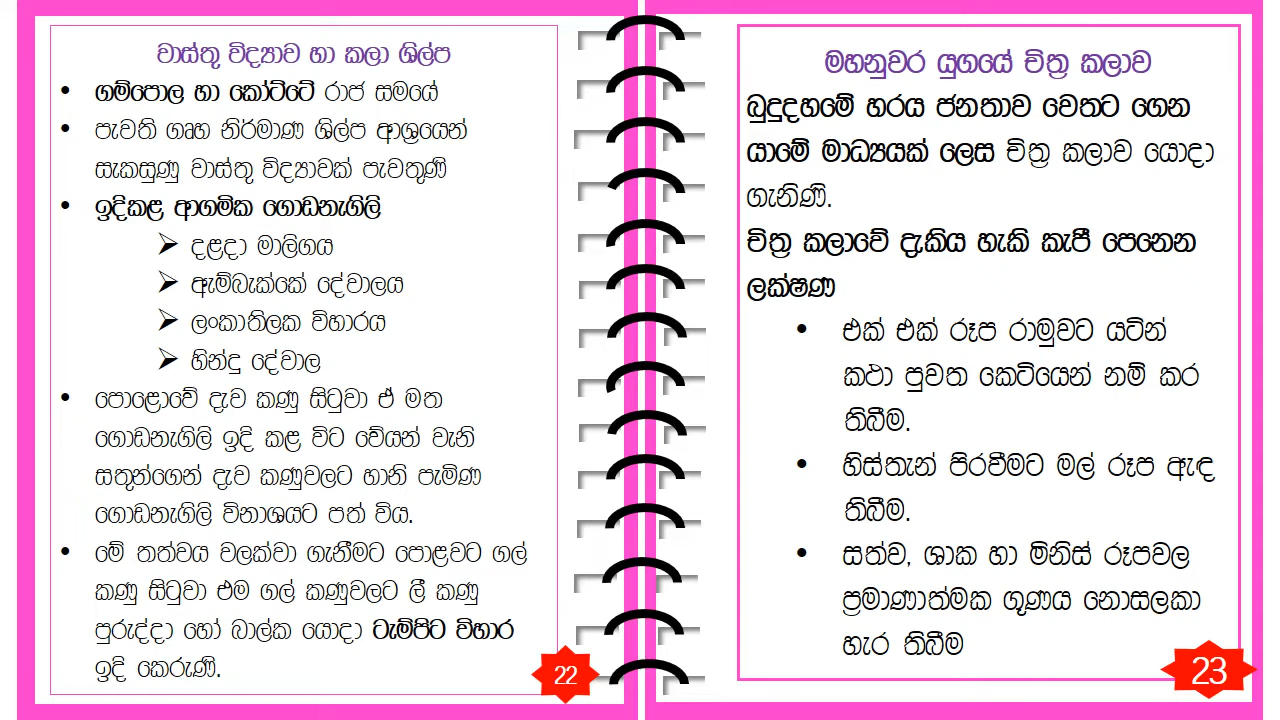 වාස්තු විද්‍යාව හා කලා ශිල්ප
• ගම්පොල හා කෝට්ටේ රාජ සමයේ
• පැවති ගෘහ නිර්මාණ ශිල්ප ආශ්‍රයෙන්
සැකසුණු වාස්තු විද්‍යාවක් පැවතුණි
• ඉදිකළ ආගමික ගොඩනැගිලි
➢ දළදා මාලිගය
➢ ඇම්බැක්කේ දේවාලය
➢ ලංකාතිලක විහාරය
➢ හින්දු දේවාල
• පොළොවේ දැව කණු සිටුවා ඒ මත
ගොඩනැගිලි ඉදි කළ විට වේයන් වැනි
සතුන්ගෙන් දැව කණුවලට හානි පැමිණ
ගොඩනැගිලි විනාශයට පත් විය.
• මේ තත්වය වලක්වා ගැනීමට පොළවට ගල්
කණු සිටුවා එම ගල් කණුවලට ලී කණු
පුරුද්දා හෝ බාල්ක යොදා ටැම්පිට විහාර
ඉදි කෙරුණි.
22
මහනුවර යුගයේ චිත්‍ර කලාව
බුදුදහමේ හරය ජනතාව වෙතට ගෙන
යාමේ මාධ්‍යයක් ලෙස චිත්‍ර කලාව යොදා
ගැනිණි.
චිත්‍ර කලාවේ දැකිය හැකි කැපී පෙනෙන
ලක්ෂණ
• එක් එක් රූප රාමුවට යටින්
කථා පුවත කෙටියෙන් නම් කර
තිබීම.
• හිස්තැන් පිරවීමට මල් රූප ඇඳ
තිබීම.
• සත්ව, ශාක හා මිනිස් රූපවල
ප්‍රමාණාත්මක ගුණය නොසලකා
හැර තිබීම
23